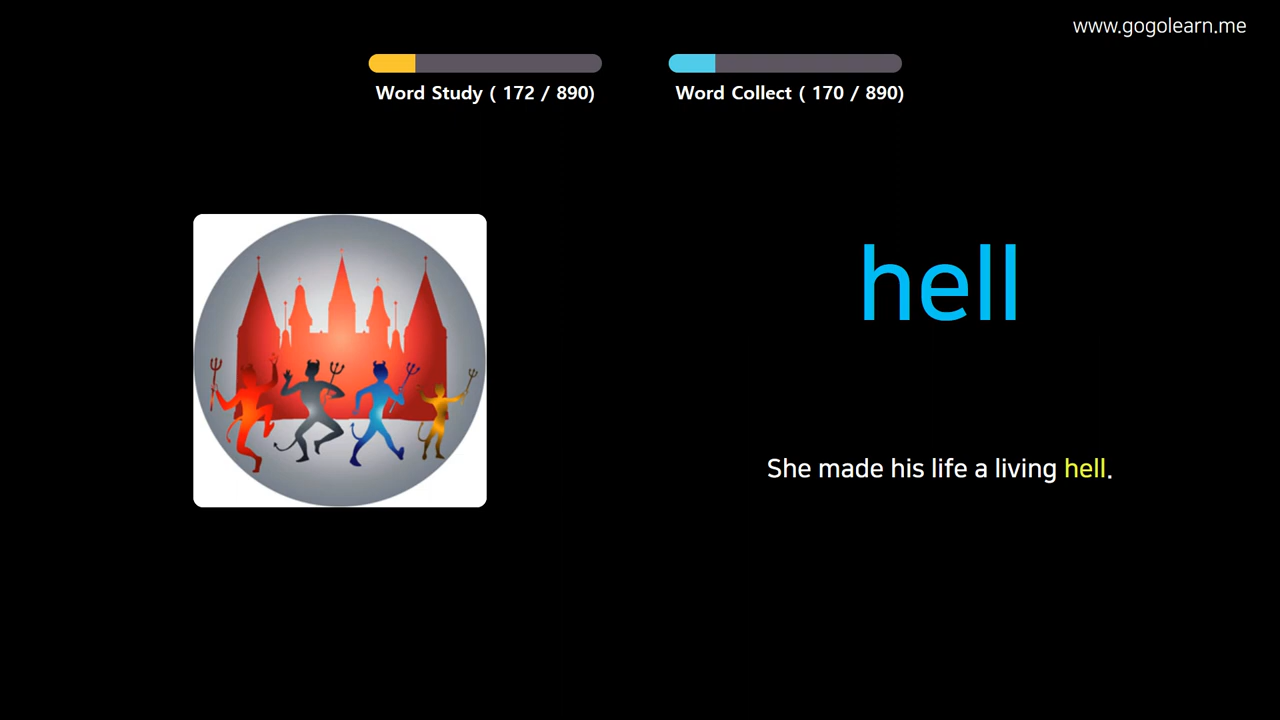 www.gogolearn.me
Word Study ( 172 / 890)
Word Collect ( 170 / 890)
hell
She made his life a living hell.